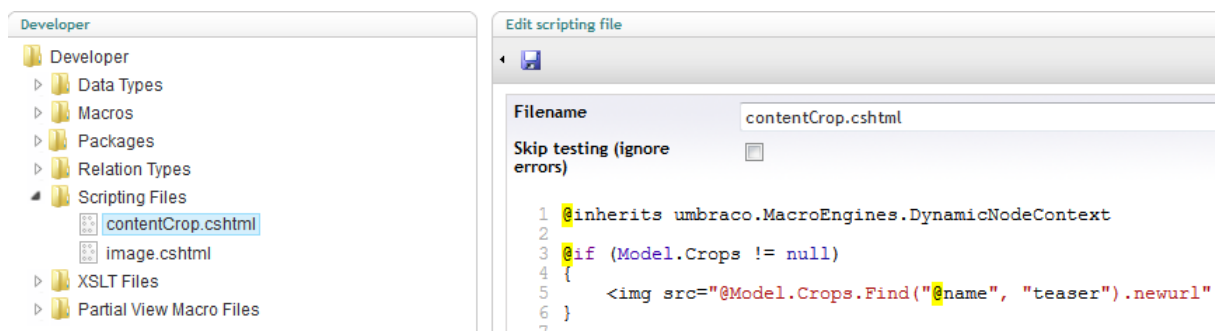 Developer
Developer
Data Types
Macros
Packages
Relation Types
Scripting Files
contentCrop.cshtml
image.cshtml
XSLT Files
Partial View Macro Files
Edit scripting file
Filename
contentCrop.cshtml
Skip testing (ignore
errors)
1 @inherits umbraco.MacroEngines.DynamicNodeContext
2
3 @if (Model.Crops != null)
4 {
5 <img src="@Model.Crops.Find("@name", "teaser").newurl"
6 }
7